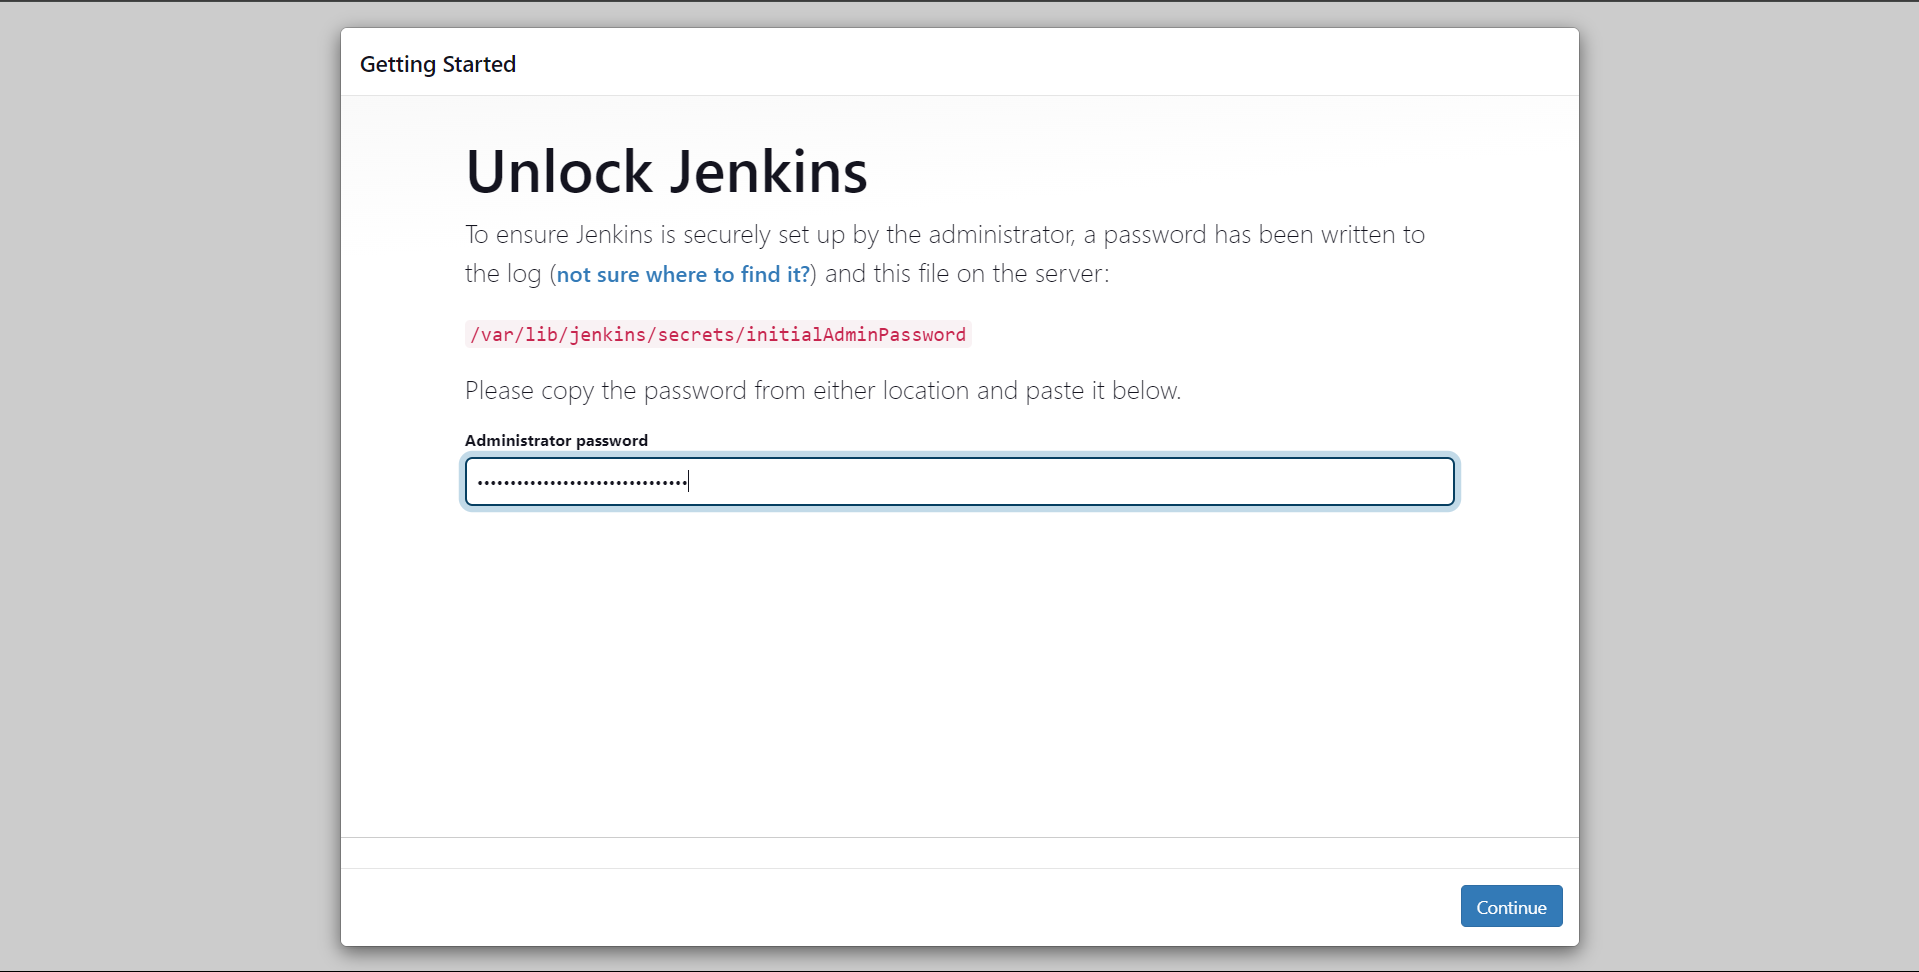 Getting Started
Unlock Jenkins
To ensure Jenkins is securely set up by the administrator, a password has been written to
the log (not sure where to find it?) and this file on the server:
/var/lib/jenkins/secrets/initialAdminPassword
Please copy the password from either location and paste it below.
Administrator password
••••••••••••••••••••••••••••••••
Continue